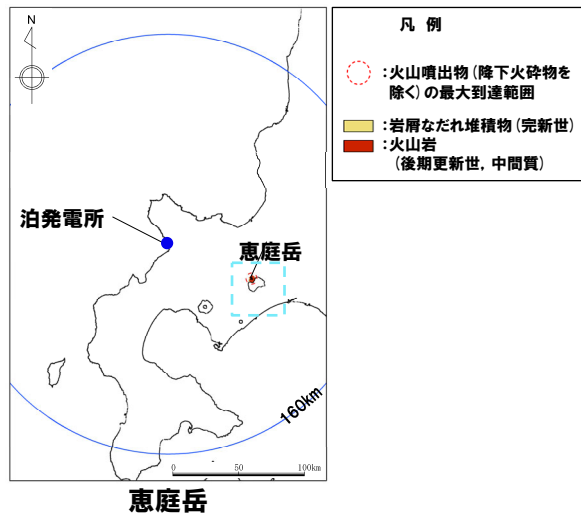 N
泊発電所
恵庭岳
160km
0 50 100km
恵庭岳
凡 例
:火山噴出物(降下火砕物を
除く)の最大到達範囲
:岩屑なだれ堆積物(完新世)
:火山岩
(後期更新世, 中間質)